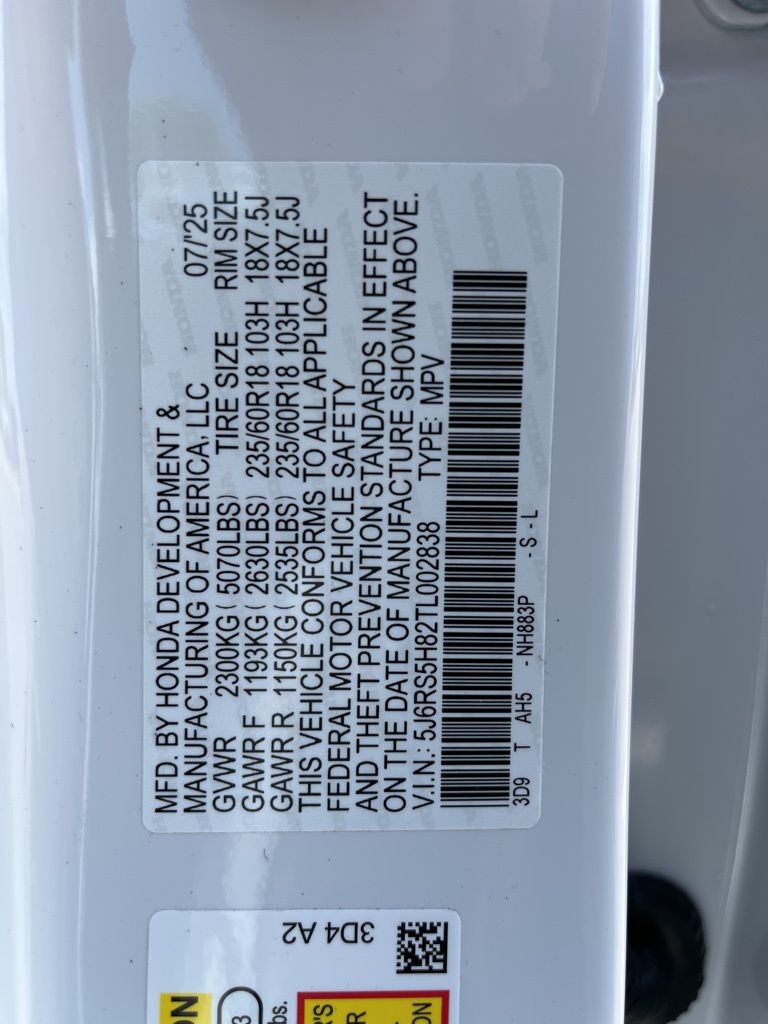 MFD. BY HONDA DEVELOPMENT &
MANUFACTURING OF AMERICA, LLC 07/'25
GVWR 2300KG ( 5070LBS) TIRE SIZE RIM SIZE
GAWR F 1193KG ( 2630LBS) 235/60R18 103H 18X7.5J
GAWR R 1150KG ( 2535LBS) 235/60R18 103H 18X7.5J
THIS VEHICLE CONFORMS TO ALL APPLICABLE
FEDERAL MOTOR VEHICLE SAFETY
AND THEFT PREVENTION STANDARDS IN EFFECT
ON THE DATE OF MANUFACTURE SHOWN ABOVE.
V.I.N.: 5J6RS5H82TL002838 TYPE: MPV
3D9 T AH5 - NH883P - S - L
3D4 A2